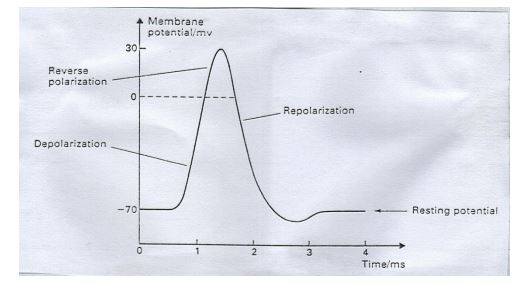 Membrane
potential/mv
30
Reverse
polarization
0
Repolarization
Depolarization
-70
Resting potential
0 1 2 3 4
Time/ms